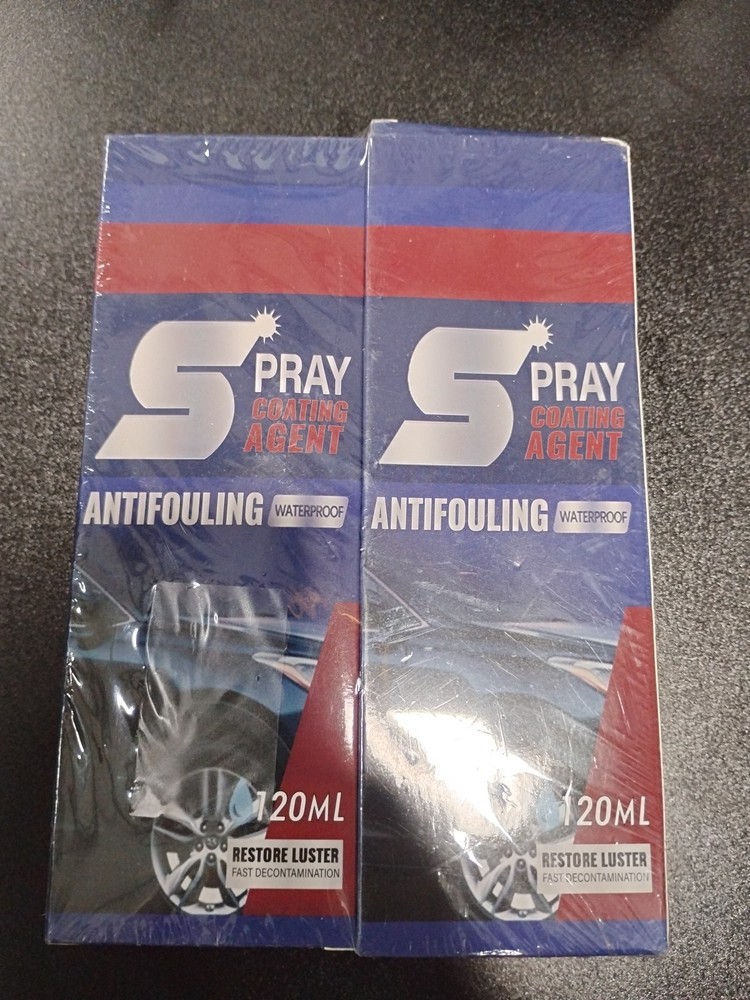 SPRAY
COATING
AGENT
ANTIFOULING WATERPROOF
120ML
RESTORE LUSTER
FAST DECONTAMINATION
SPRAY
COATING
AGENT
ANTIFOULING WATERPROOF
120ML
RESTORE LUSTER
FAST DECONTAMINATION